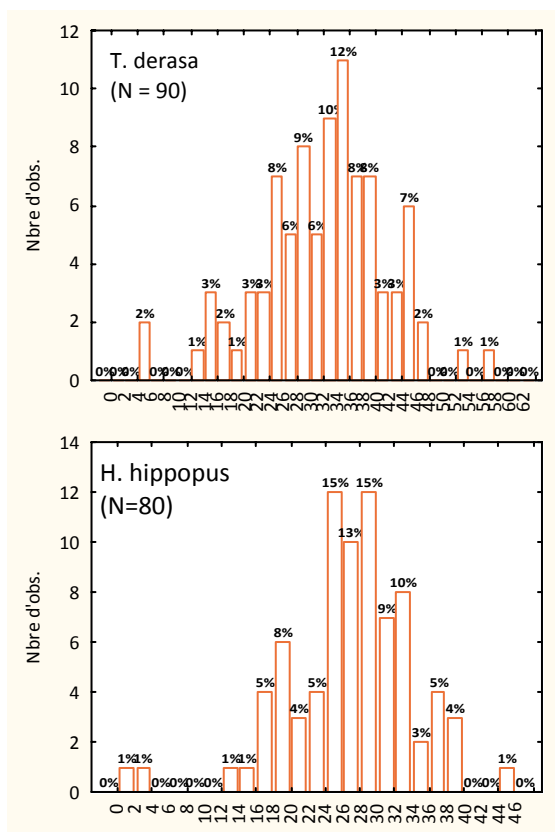 T. derasa
(N = 90)
Nbre d'obs.
12
10
8
6
4
2
0
0% 0% 0% 2% 0% 0% 0% 1% 3% 2% 1% 3% 3% 8% 6% 9% 6% 10% 12% 8% 8% 3% 3% 7% 2% 0% 0% 1% 0% 1% 0% 0% 0%
0 2 4 6 8 10 12 14 16 18 20 22 24 26 28 30 32 34 36 38 40 42 44 46 48 50 52 54 56 58 60 62
H. hippopus
(N=80)
Nbre d'obs.
14
12
10
8
6
4
2
0
0% 1% 1% 0% 0% 0% 0% 1% 1% 5% 8% 4% 5% 15% 13% 15% 9% 10% 3% 5% 4% 0% 0% 1% 0%
0 2 4 6 8 10 12 14 16 18 20 22 24 26 28 30 32 34 36 38 40 42 44 46